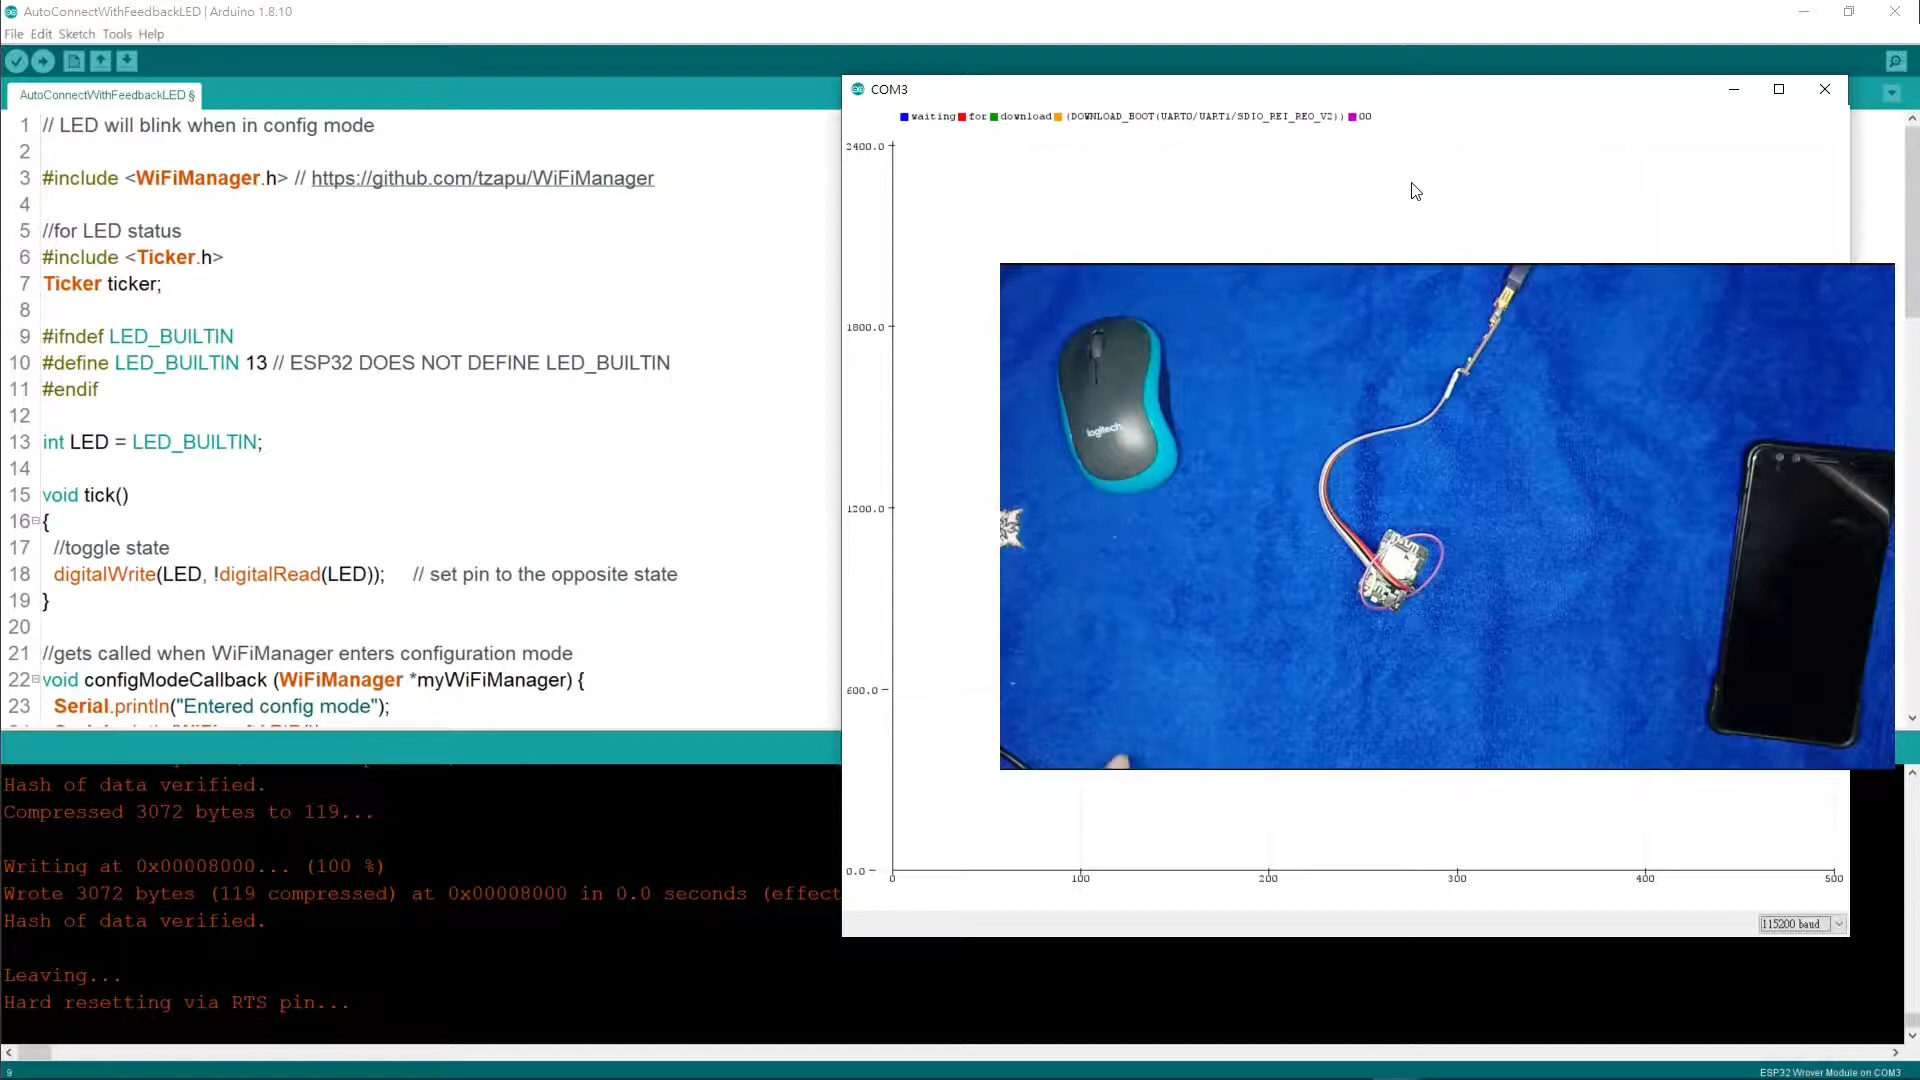 AutoConnectWithFeedbackLED | Arduino 1.8.10
File Edit Sketch Tools Help
AutoConnectWithFeedbackLED §
1 // LED will blink when in config mode
2
3 #include <WiFiManager.h> // https://github.com/tzapu/WiFiManager
4
5 //for LED status
6 #include <Ticker.h>
7 Ticker ticker;
8
9 #ifndef LED_BUILTIN
10 #define LED_BUILTIN 13 // ESP32 DOES NOT DEFINE LED_BUILTIN
11 #endif
12
13 int LED = LED_BUILTIN;
14
15 void tick()
16 {
17 //toggle state
18 digitalWrite(LED, !digitalRead(LED)); // set pin to the opposite state
19 }
20
21 //gets called when WiFiManager enters configuration mode
22 void configModeCallback (WiFiManager *myWiFiManager) {
23 Serial.println("Entered config mode");
Hash of data verified.
Compressed 3072 bytes to 119...
Writing at 0x00008000... (100 %)
Wrote 3072 bytes (119 compressed) at 0x00008000 in 0.0 seconds (effect
Hash of data verified.
Leaving...
Hard resetting via RTS pin...
9
ESP32 Wrover Module on COM3
COM3
waiting for download (DOWNLOAD_BOOT(UART0/UART1/SDIO_REI_REO_V2)) 00
2400.0
1800.0
1200.0
600.0
0.0
0 100 200 300 400 500
115200 baud
logitech